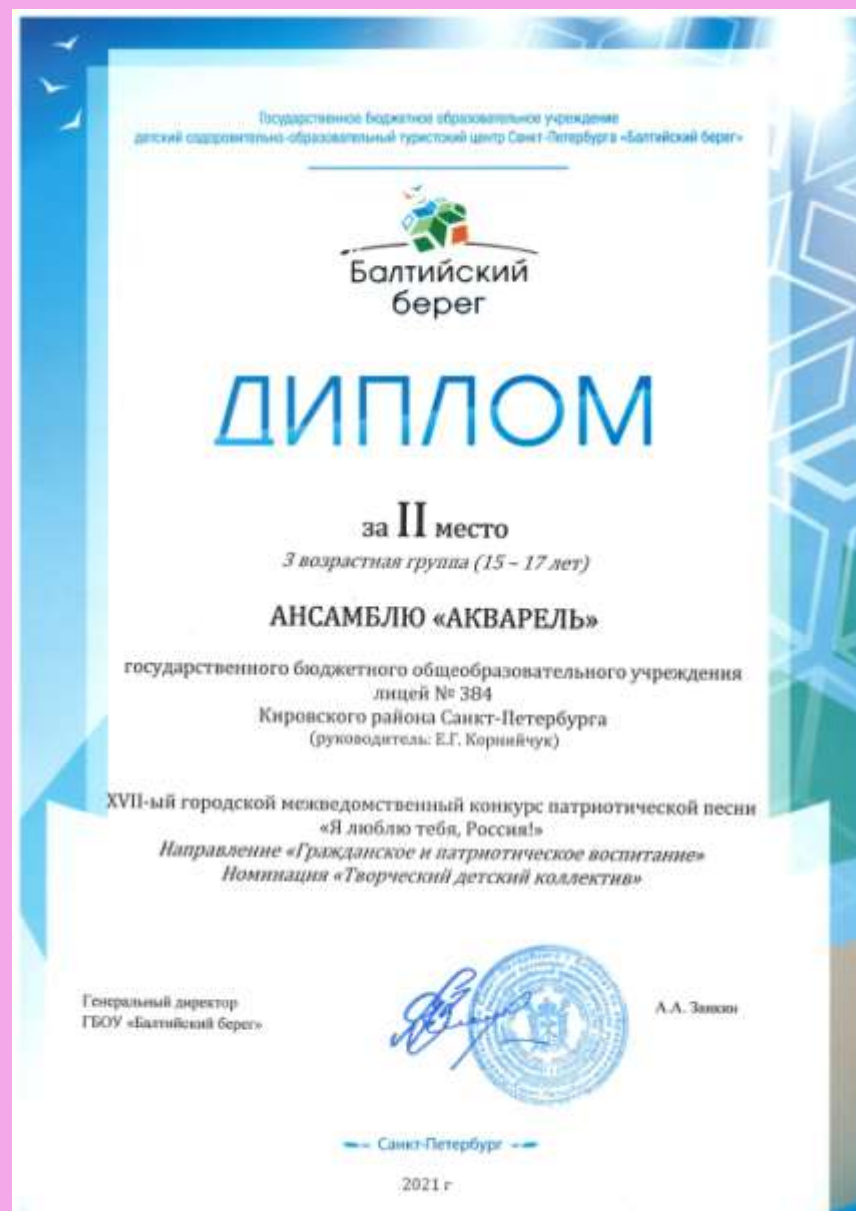 Государственное бюджетное образовательное учреждение
детский оздоровительно-образовательный туристский центр Санкт-Петербурга «Балтийский берег»
Балтийский
берег
ДИПЛОМ
за II место
3 возрастная группа (15 – 17 лет)
АНСАМБЛЮ «АКВАРЕЛЬ»
государственного бюджетного общеобразовательного учреждения
лицей № 384
Кировского района Санкт-Петербурга
(руководитель: Е.Г. Корнийчук)
XVII-ый городской межведомственный конкурс патриотической песни
«Я люблю тебя, Россия!»
Направление «Гражданское и патриотическое воспитание»
Номинация «Творческий детский коллектив»
Генеральный директор
ГБОУ «Балтийский берег»
А.А. Заикин
Санкт-Петербург
2021 г